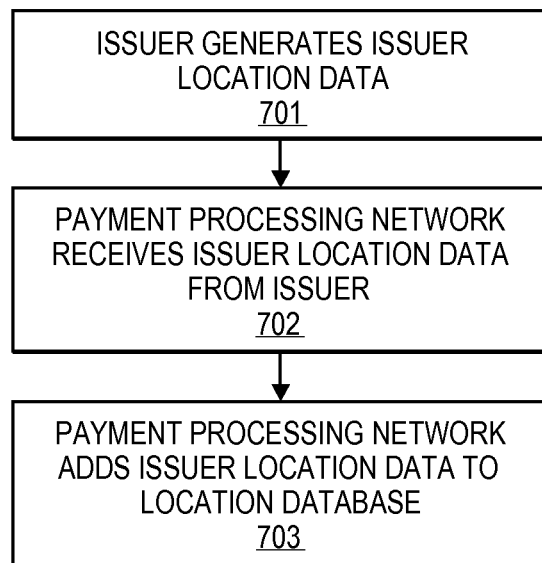 ISSUER GENERATES ISSUER
LOCATION DATA
701
PAYMENT PROCESSING NETWORK
RECEIVES ISSUER LOCATION DATA
FROM ISSUER
702
PAYMENT PROCESSING NETWORK
ADDS ISSUER LOCATION DATA TO
LOCATION DATABASE
703